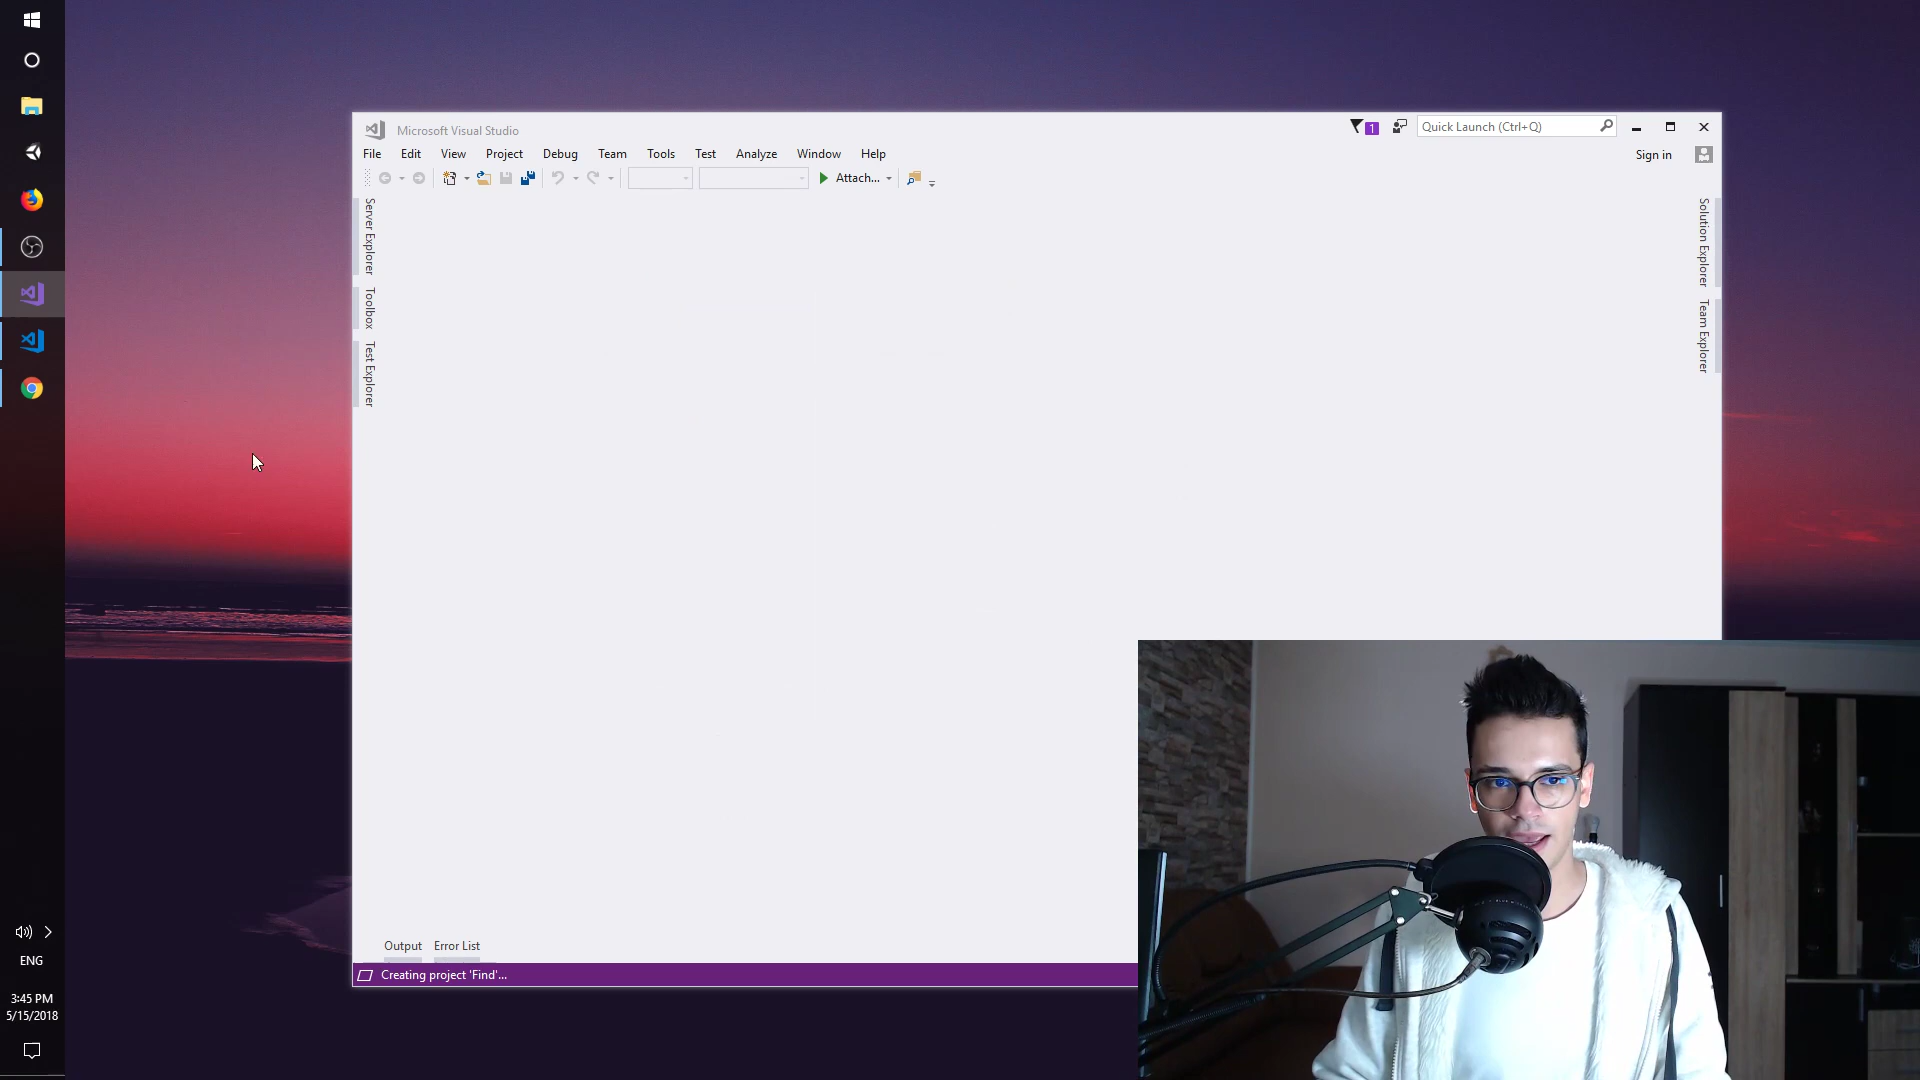 Microsoft Visual Studio
1
Quick Launch (Ctrl+Q)
File Edit View Project Debug Team Tools Test Analyze Window Help
Sign in
Attach...
Server Explorer
Toolbox
Test Explorer
Solution Explorer
Team Explorer
Output Error List
Creating project 'Find'...
ENG
3:45 PM
5/15/2018